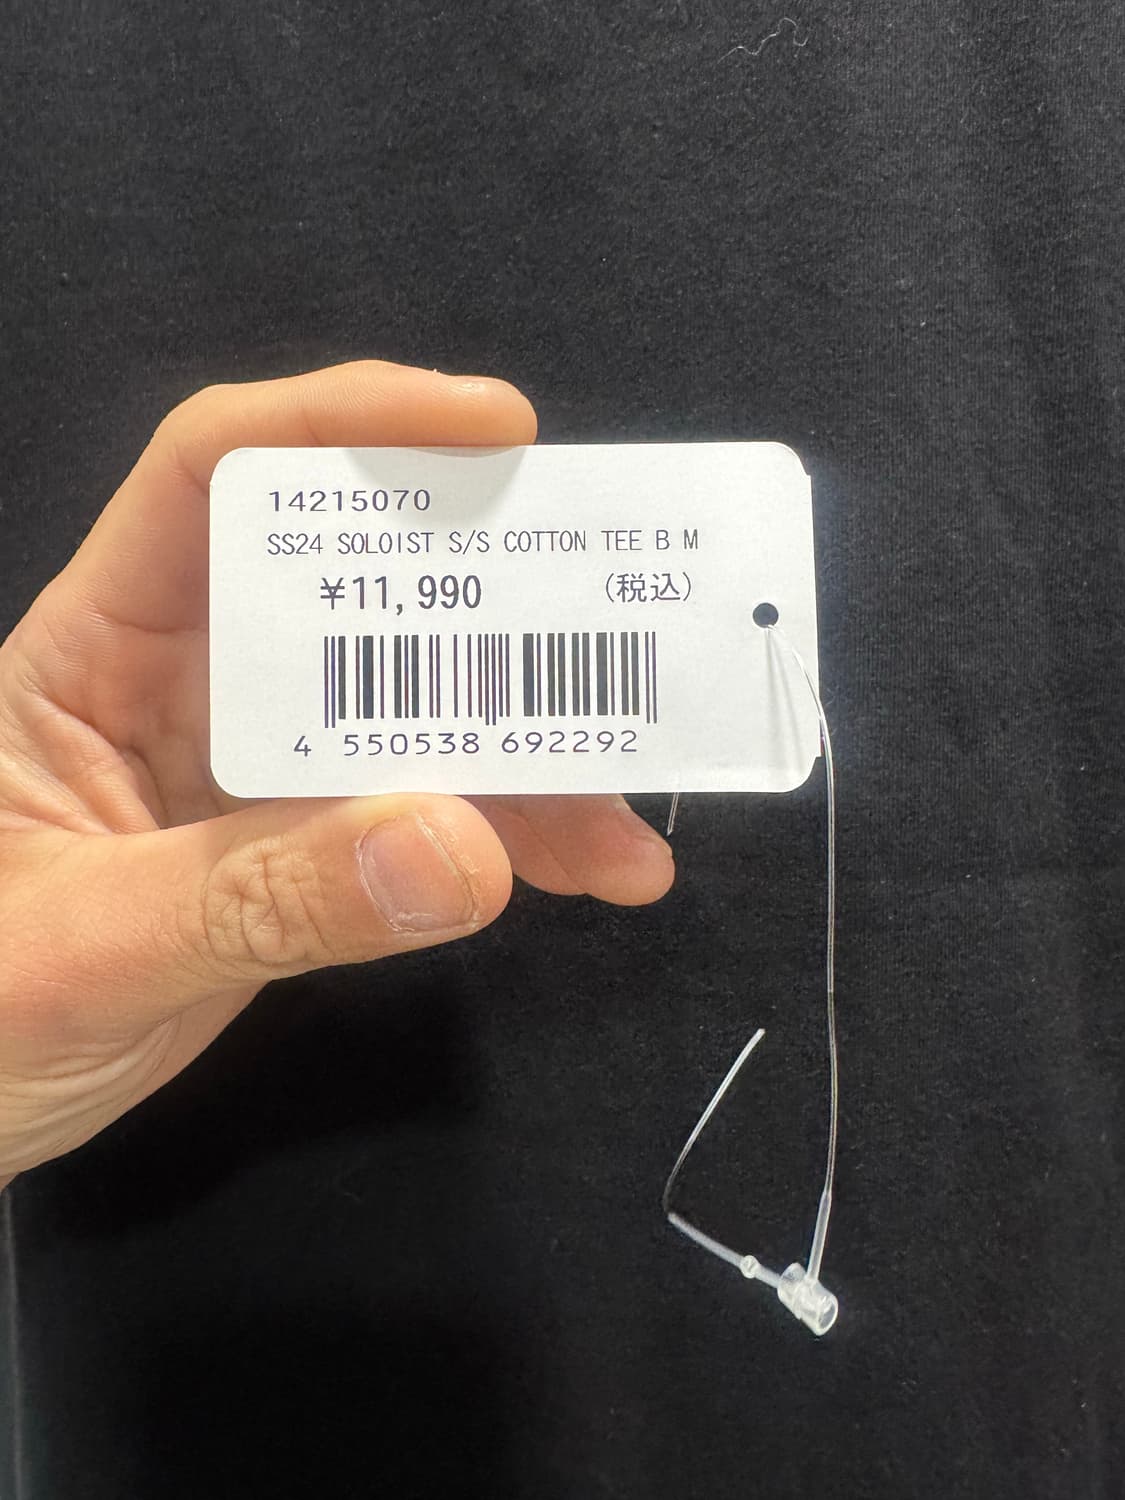 14215070
SS24 SOLOIST S/S COTTON TEE B M
¥11,990 (税込)
4 550538 692292